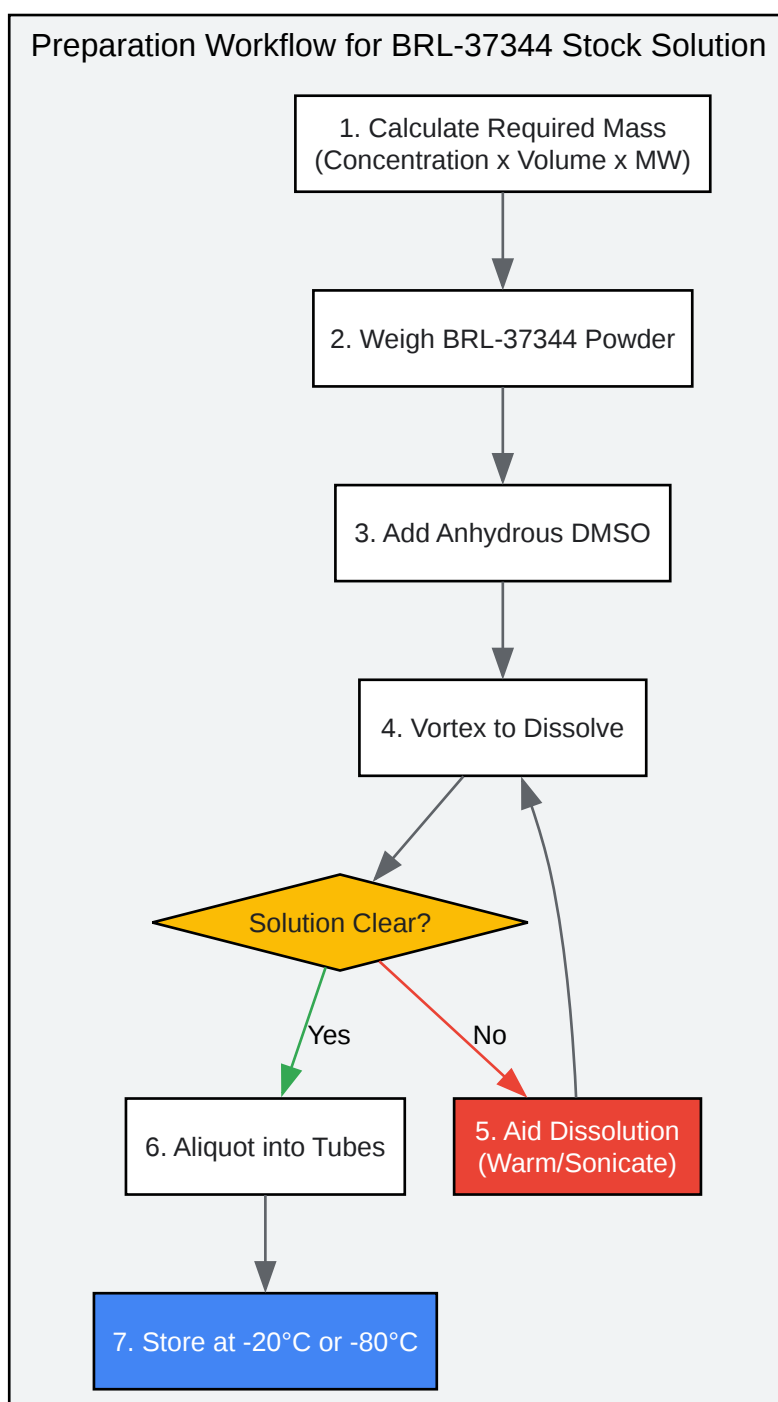 Preparation Workflow for BRL-37344 Stock Solution
1. Calculate Required Mass
(Concentration x Volume x MW)
2. Weigh BRL-37344 Powder
3. Add Anhydrous DMSO
4. Vortex to Dissolve
Solution Clear?
Yes
No
6. Aliquot into Tubes
5. Aid Dissolution
(Warm/Sonicate)
7. Store at -20°C or -80°C